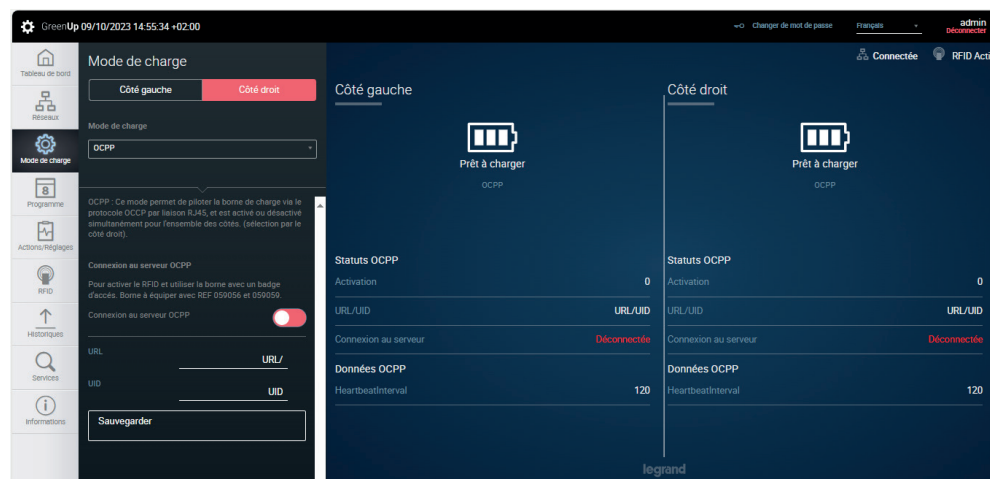 GreenUp 09/10/2023 14:55:34 +02:00
Changer de mot de passe
Français
admin
Déconnecter
Tableau de bord
Réseaux
Mode de charge
8
Programme
Actions/Réglages
RFID
Historiques
Services
Informations
Mode de charge
Côté gauche Côté droit
Mode de charge
OCPP
OCPP : Ce mode permet de piloter la borne de charge via le
protocole OCCP par liaison RJ45, et est activé ou désactivé
simultanément pour l'ensemble des côtés. (sélection par le
côté droit).
Connexion au serveur OCPP
Pour activer le RFID et utiliser la borne avec un badge
d'accés. Borne à équiper avec REF 059056 et 059059.
Connexion au serveur OCPP
URL
URL/
UID
UID
Sauvegarder
Connectée RFID Acti
Côté gauche
Prêt à charger
OCPP
Statuts OCPP
Activation 0
URL/UID URL/UID
Connexion au serveur Déconnectée
Données OCPP
HeartbeatInterval 120
Côté droit
Prêt à charger
OCPP
Statuts OCPP
Activation 0
URL/UID URL/UID
Connexion au serveur Déconnectée
Données OCPP
HeartbeatInterval 120
legrand